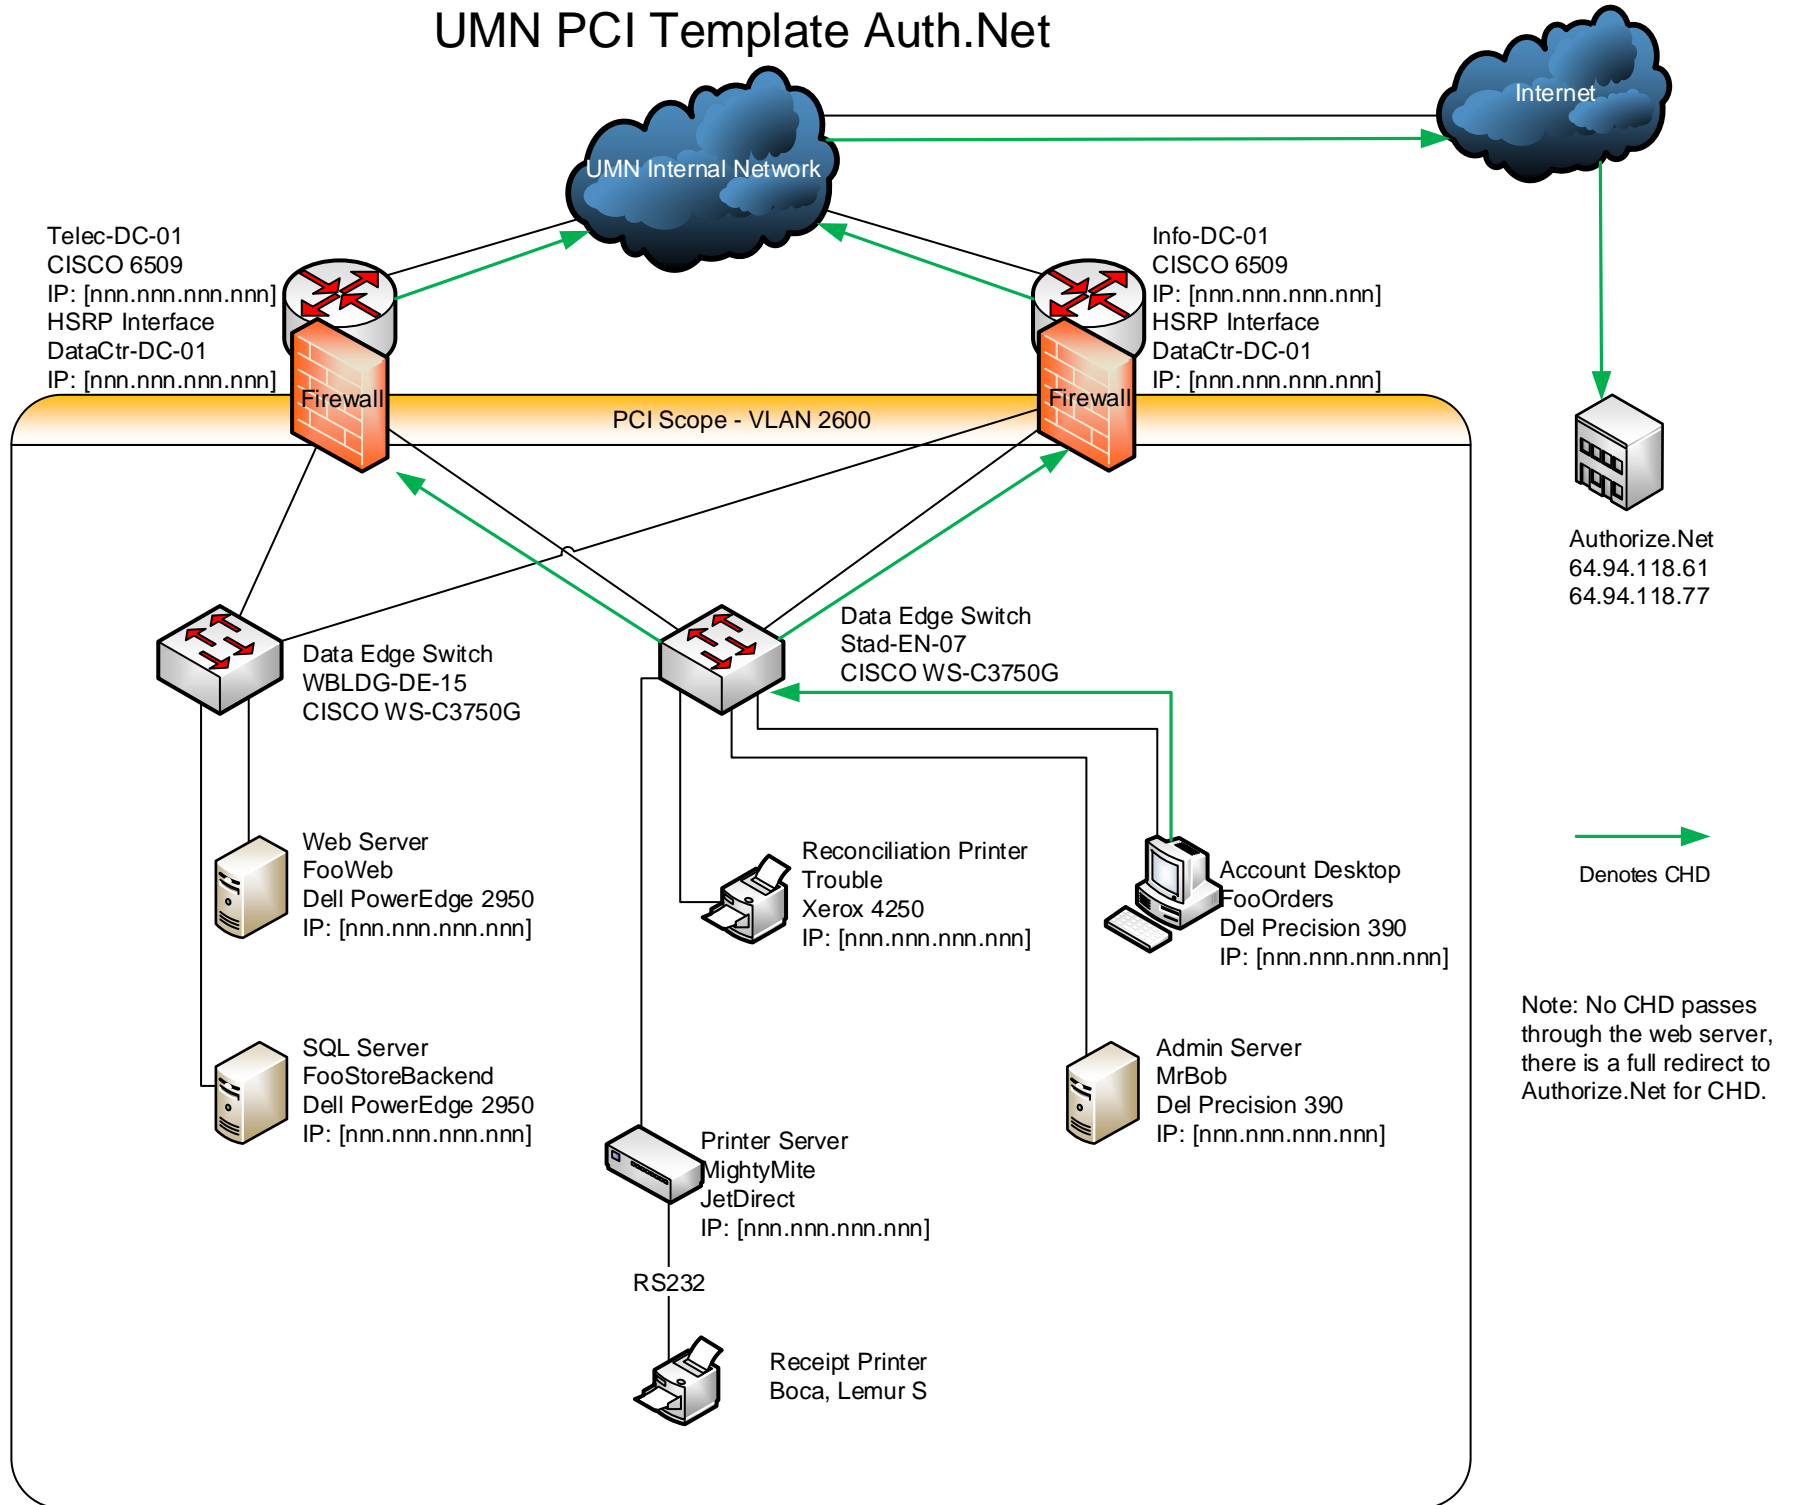 UMN PCI Template Auth.Net
Internet
UMN Internal Network
Telec-DC-01
CISCO 6509
IP: [nnn.nnn.nnn.nnn]
HSRP Interface
DataCtr-DC-01
IP: [nnn.nnn.nnn.nnn]
Info-DC-01
CISCO 6509
IP: [nnn.nnn.nnn.nnn]
HSRP Interface
DataCtr-DC-01
IP: [nnn.nnn.nnn.nnn]
Firewall
Firewall
PCI Scope - VLAN 2600
Authorize.Net
64.94.118.61
64.94.118.77
Data Edge Switch
WBLDG-DE-15
CISCO WS-C3750G
Data Edge Switch
Stad-EN-07
CISCO WS-C3750G
Web Server
FooWeb
Dell PowerEdge 2950
IP: [nnn.nnn.nnn.nnn]
Reconciliation Printer
Trouble
Xerox 4250
IP: [nnn.nnn.nnn.nnn]
Account Desktop
FooOrders
Del Precision 390
IP: [nnn.nnn.nnn.nnn]
Denotes CHD
Note: No CHD passes
through the web server,
there is a full redirect to
Authorize.Net for CHD.
SQL Server
FooStoreBackend
Dell PowerEdge 2950
IP: [nnn.nnn.nnn.nnn]
Admin Server
MrBob
Del Precision 390
IP: [nnn.nnn.nnn.nnn]
Printer Server
MightyMite
JetDirect
IP: [nnn.nnn.nnn.nnn]
RS232
Receipt Printer
Boca, Lemur S